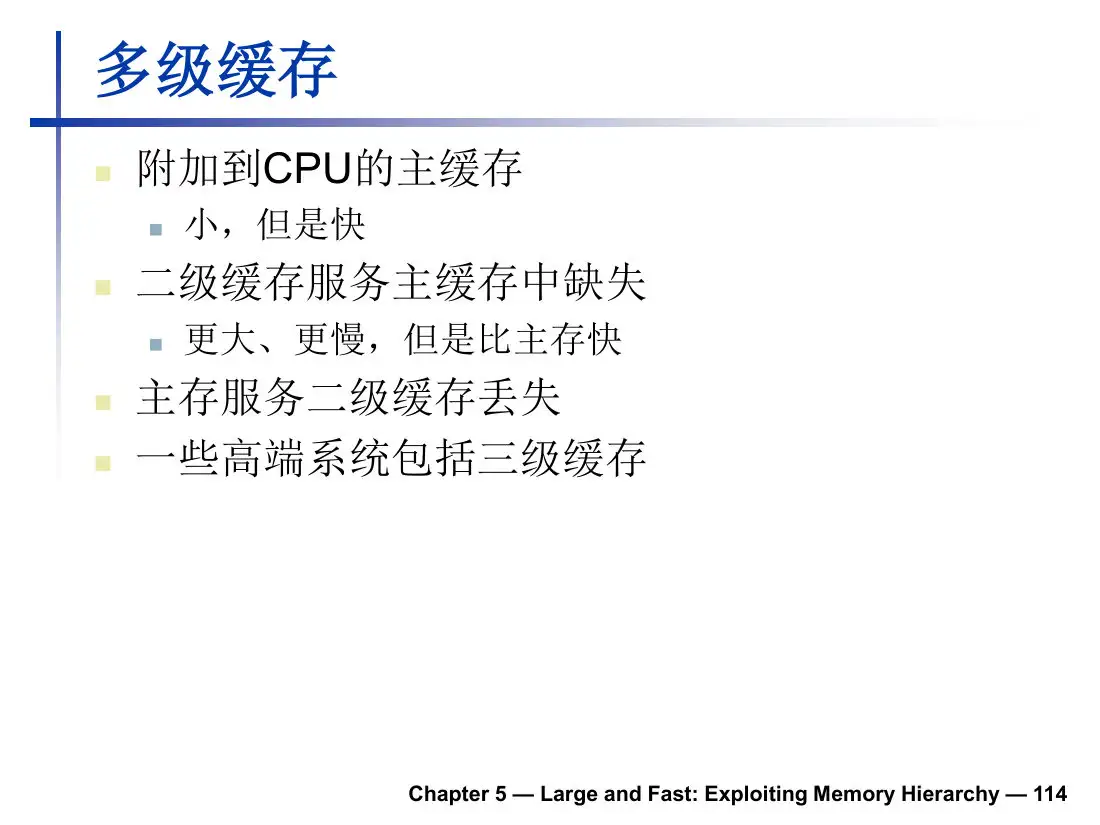 多级缓存
附加到CPU的主缓存
小，但是快
二级缓存服务主缓存中缺失
更大、更慢，但是比主存快
主存服务二级缓存丢失
一些高端系统包括三级缓存
Chapter 5 — Large and Fast: Exploiting Memory Hierarchy — 114